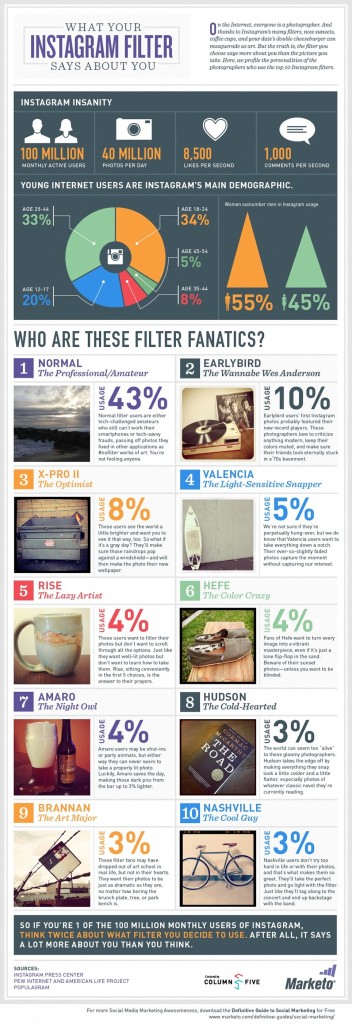 WHAT YOUR
INSTAGRAM FILTER
SAYS ABOUT YOU
On the Internet, everyone is a photographer. And
thanks to Instagram's many filters, nose sunsets,
coffee cups, and your date's double cheeseburger can
masquerade as art. But the truth is, the filter you
choose says more about you than the picture you
take. Here, we profile the personalities of the
photographers who use the top 10 Instagram filters.
INSTAGRAM INSANITY
100 MILLION
MONTHLY ACTIVE USERS
40 MILLION
PHOTOS PER DAY
8,500
LIKES PER SECOND
1,000
COMMENTS PER SECOND
YOUNG INTERNET USERS ARE INSTAGRAM'S MAIN DEMOGRAPHIC.
AGE 25-44
33%
AGE 18-24
34%
AGE 45-54
5%
AGE 35-44
8%
AGE 12-17
20%
Women outnumber men in Instagram usage
55%
45%
WHO ARE THESE FILTER FANATICS?
1 NORMAL
The Professional/Amateur
USAGE
43%
Normal filter users are either
tech-challenged amateurs
who still can't work their
smartphones or tech-savvy
frauds, passing off photos they
fixed in other applications as
#nofilter works of art. You're
not fooling anyone.
2 EARLYBIRD
The Wannabe Wes Anderson
USAGE
10%
Earlybird users' first Instagram
photos probably featured their
new record players. These
photographers love to criticize
anything modern, keep their
colors muted, and make sure
their friends look eternally stuck
in a '70s basement.
3 X-PRO II
The Optimist
USAGE
8%
These users see the world a
little brighter and want you to
see it that way, too. So what if
it's a gray day? They'll make
sure those raindrops pop
against a windshield—and will
then make the photo their new
wallpaper.
4 VALENCIA
The Light-Sensitive Snapper
USAGE
5%
We're not sure if they're
perpetually hung-over, but we
do know that Valencia users want to
take everything down a notch.
Their ever-so-slightly faded
photos capture the moment
without capturing our interest.
5 RISE
The Lazy Artist
USAGE
4%
These users want to filter their
photos but don't want to scroll
through all the options. Just like
they want well-lit photos
but don't want to learn how to take
them. Rise, sitting conveniently
in the first 5 choices, is the
answer to their prayers.
6 HEFE
The Color Crazy
USAGE
4%
Fans of Hefe want to turn every
image into a vibrant
masterpiece, even if it's just a
lone flip-flop in the sand.
Beware of their sunset
photos—unless you want to
be blinded.
7 AMARO
The Night Owl
USAGE
4%
Amaro users may be shut-ins
or party animals, but either
way they can never seem to
take a properly lit photo.
Luckily, Amaro saves the day,
making those dark pics from
the bar up to 3% lighter.
8 HUDSON
The Cold-Hearted
USAGE
3%
CORMAC
McCARTHY
THE
ROAD
The world can seem too "alive"
to these gloomy photographers.
Hudson takes the edge off by
making everything they snap
look a little colder and a little
flatter, especially photos of
whatever classic novel they're
currently reading.
9 BRANNAN
The Art Major
USAGE
3%
These filter fans may have
dropped out of art school in
real life, but not in their hearts.
They want their photos to be
just as dramatic as they are,
no matter how boring the
brunch plate, tree, or park
bench is.
10 NASHVILLE
The Cool Guy
USAGE
3%
Nashville users don't try too
hard in life or with their photos,
and that's what makes them so
great. They'll take the perfect
photo and go light with the filter.
Just like they'll tag along to the
concert and end up backstage
with the band.
SO IF YOU'RE 1 OF THE 100 MILLION MONTHLY USERS OF INSTAGRAM,
THINK TWICE ABOUT WHAT FILTER YOU DECIDE TO USE. AFTER ALL, IT SAYS
A LOT MORE ABOUT YOU THAN YOU THINK.
SOURCES:
INSTAGRAM PRESS CENTER
PEW INTERNET AND AMERICAN LIFE PROJECT
POPULAGRAM
COLUMN FIVE
Marketo
For more Social Media Marketing Awesomeness, download the Definitive Guide to Social Marketing for Free
www.marketo.com/definitive-guides/social-marketing/